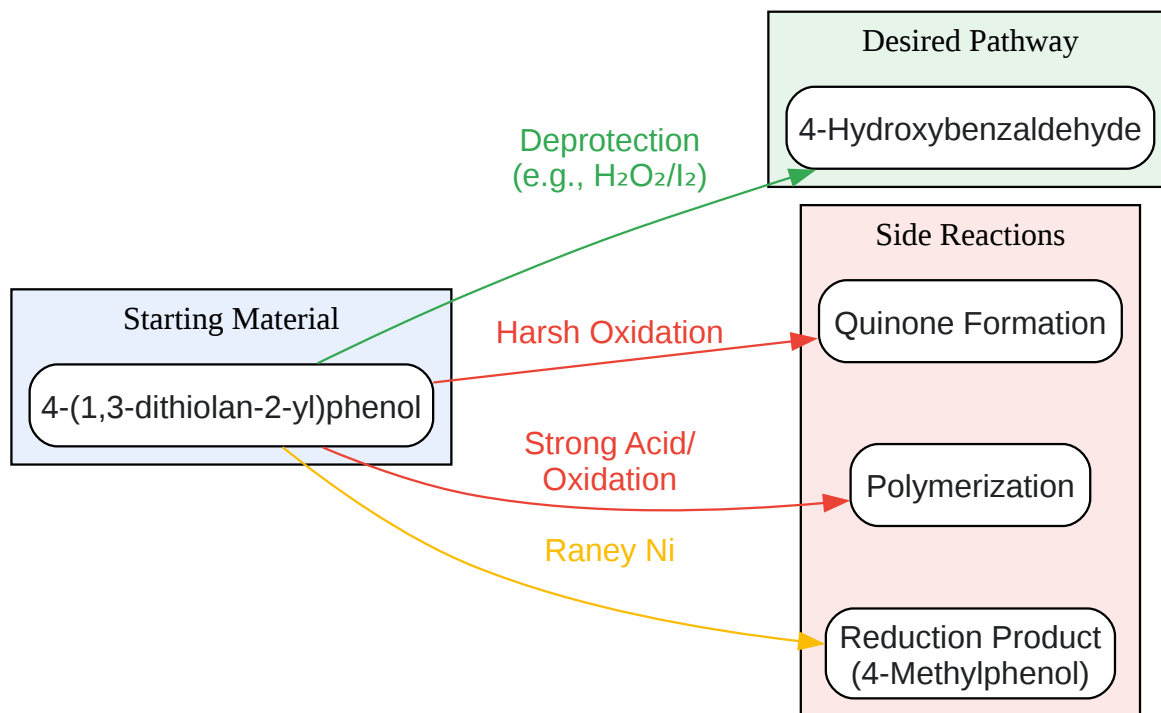 Desired Pathway
4-Hydroxybenzaldehyde
Deprotection
(e.g., H₂O₂/I₂)
Side Reactions
Starting Material
Quinone Formation
Harsh Oxidation
4-(1,3-dithiolan-2-yl)phenol
Strong Acid/
Oxidation
Polymerization
Raney Ni
Reduction Product
(4-Methylphenol)